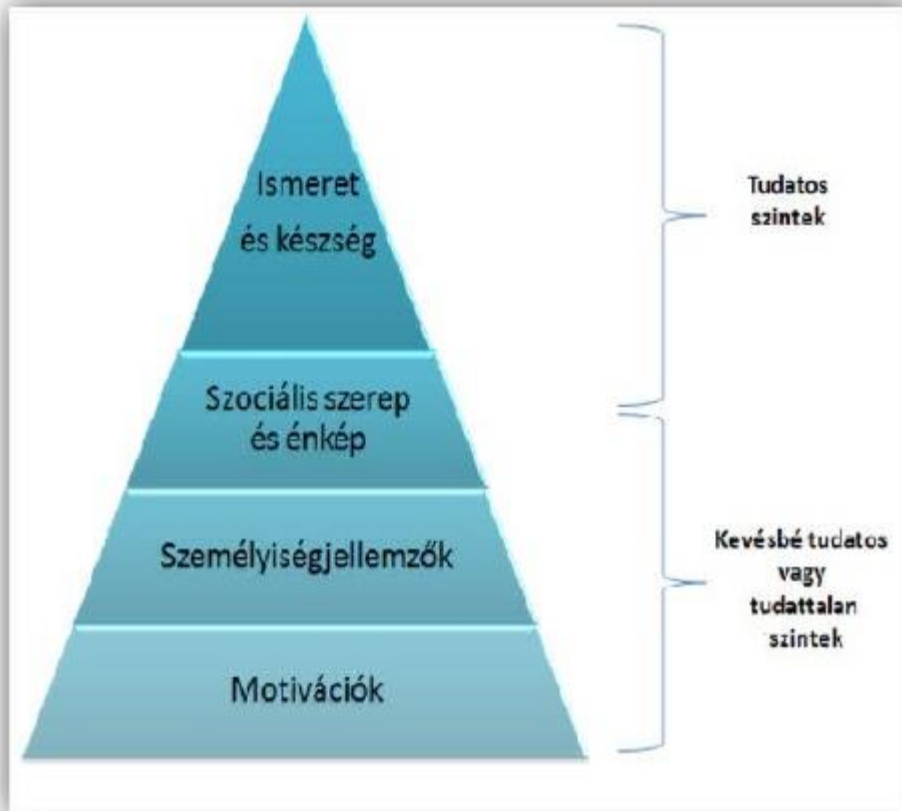 Ismeret
és készség
Szociális szerep
és énkép
Személyiségjellemzők
Motivációk
Tudatos
szintek
Kevésbé tudatos
vagy
tudattalan
szintek